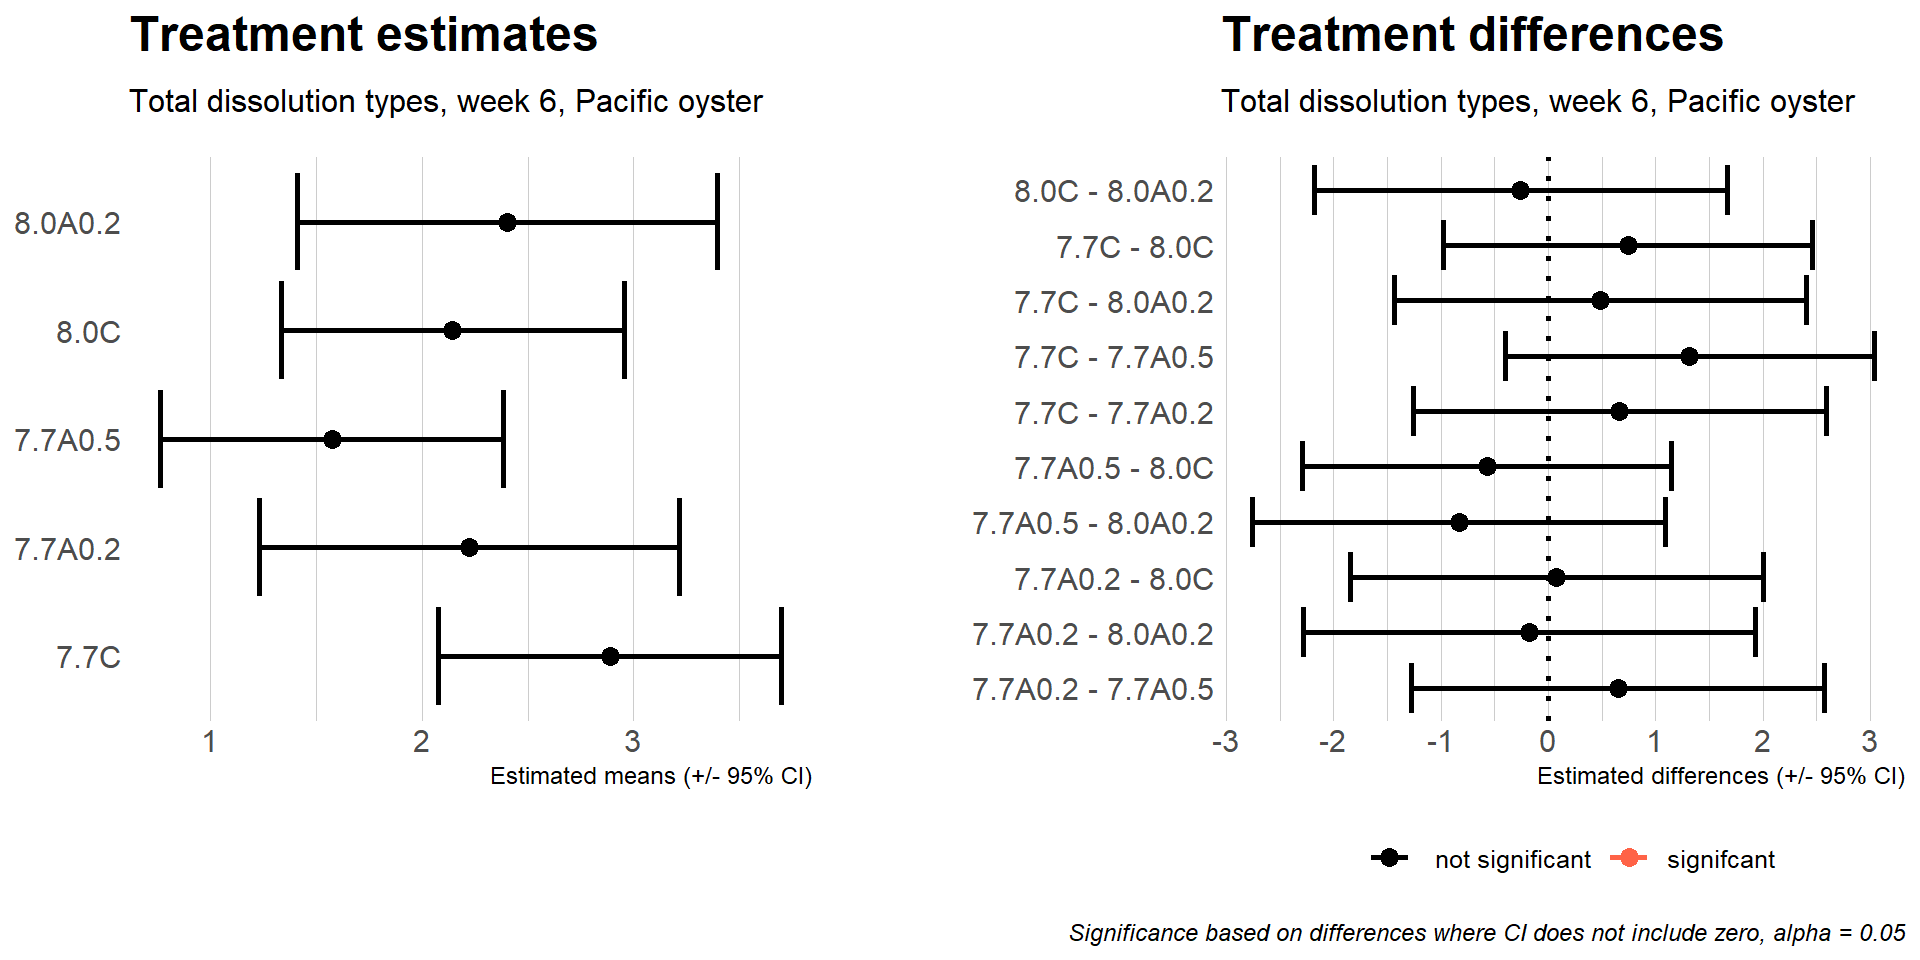 Treatment estimates
Total dissolution types, week 6, Pacific oyster
8.0A0.2
8.0C
7.7A0.5
7.7A0.2
7.7C
1 2 3
Estimated means (+/- 95% CI)
Treatment differences
Total dissolution types, week 6, Pacific oyster
8.0C - 8.0A0.2
7.7C - 8.0C
7.7C - 8.0A0.2
7.7C - 7.7A0.5
7.7C - 7.7A0.2
7.7A0.5 - 8.0C
7.7A0.5 - 8.0A0.2
7.7A0.2 - 8.0C
7.7A0.2 - 8.0A0.2
7.7A0.2 - 7.7A0.5
-3 -2 -1 0 1 2 3
Estimated differences (+/- 95% CI)
not significant signifcant
Significance based on differences where CI does not include zero, alpha = 0.05